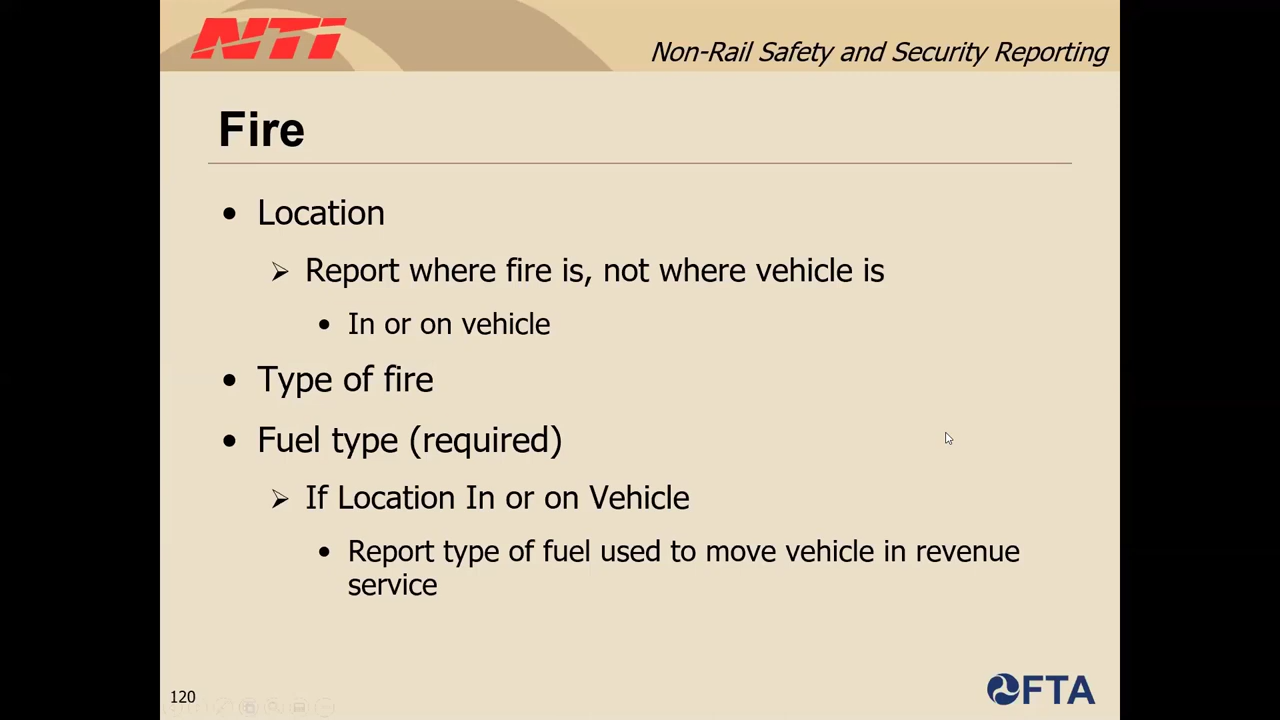 NTI
Non-Rail Safety and Security Reporting
Fire
• Location
➢ Report where fire is, not where vehicle is
• In or on vehicle
• Type of fire
• Fuel type (required)
➢ If Location In or on Vehicle
• Report type of fuel used to move vehicle in revenue
service
120
FTA